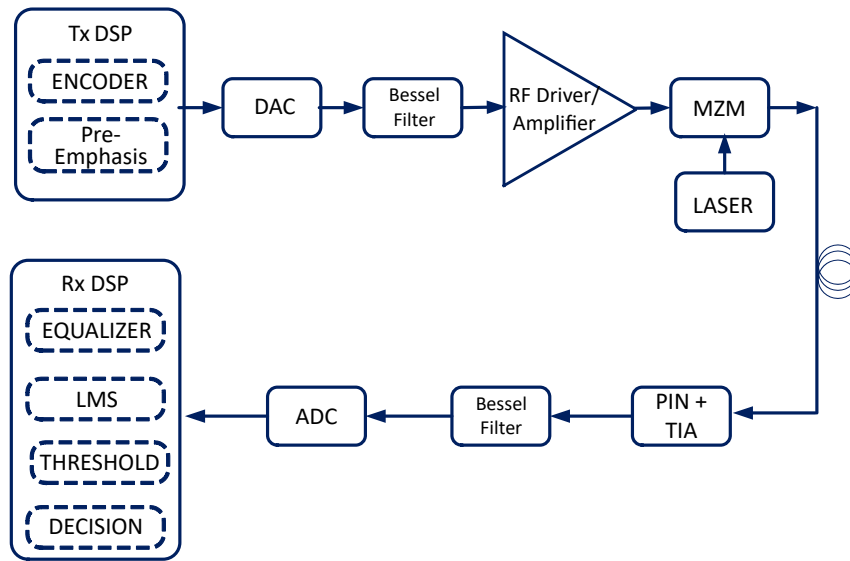 Tx DSP
ENCODER
Pre-
Emphasis
DAC
Bessel
Filter
RF Driver/
Amplifier
MZM
LASER
Rx DSP
EQUALIZER
LMS
THRESHOLD
DECISION
ADC
Bessel
Filter
PIN +
TIA